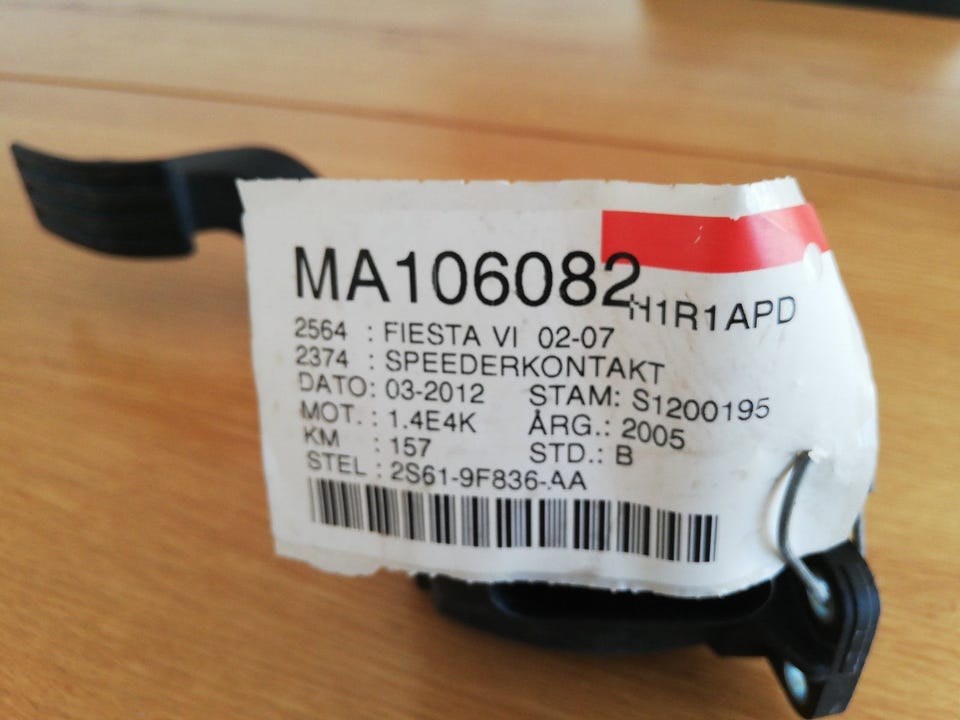 MA106082
H1R1APD
2564 : FIESTA VI 02-07
2374 : SPEEDERKONTAKT
DATO: 03-2012 STAM: S1200195
MOT. : 1.4E4K ÅRG.: 2005
KM : 157 STD.: B
STEL : 2S61-9F836-AA